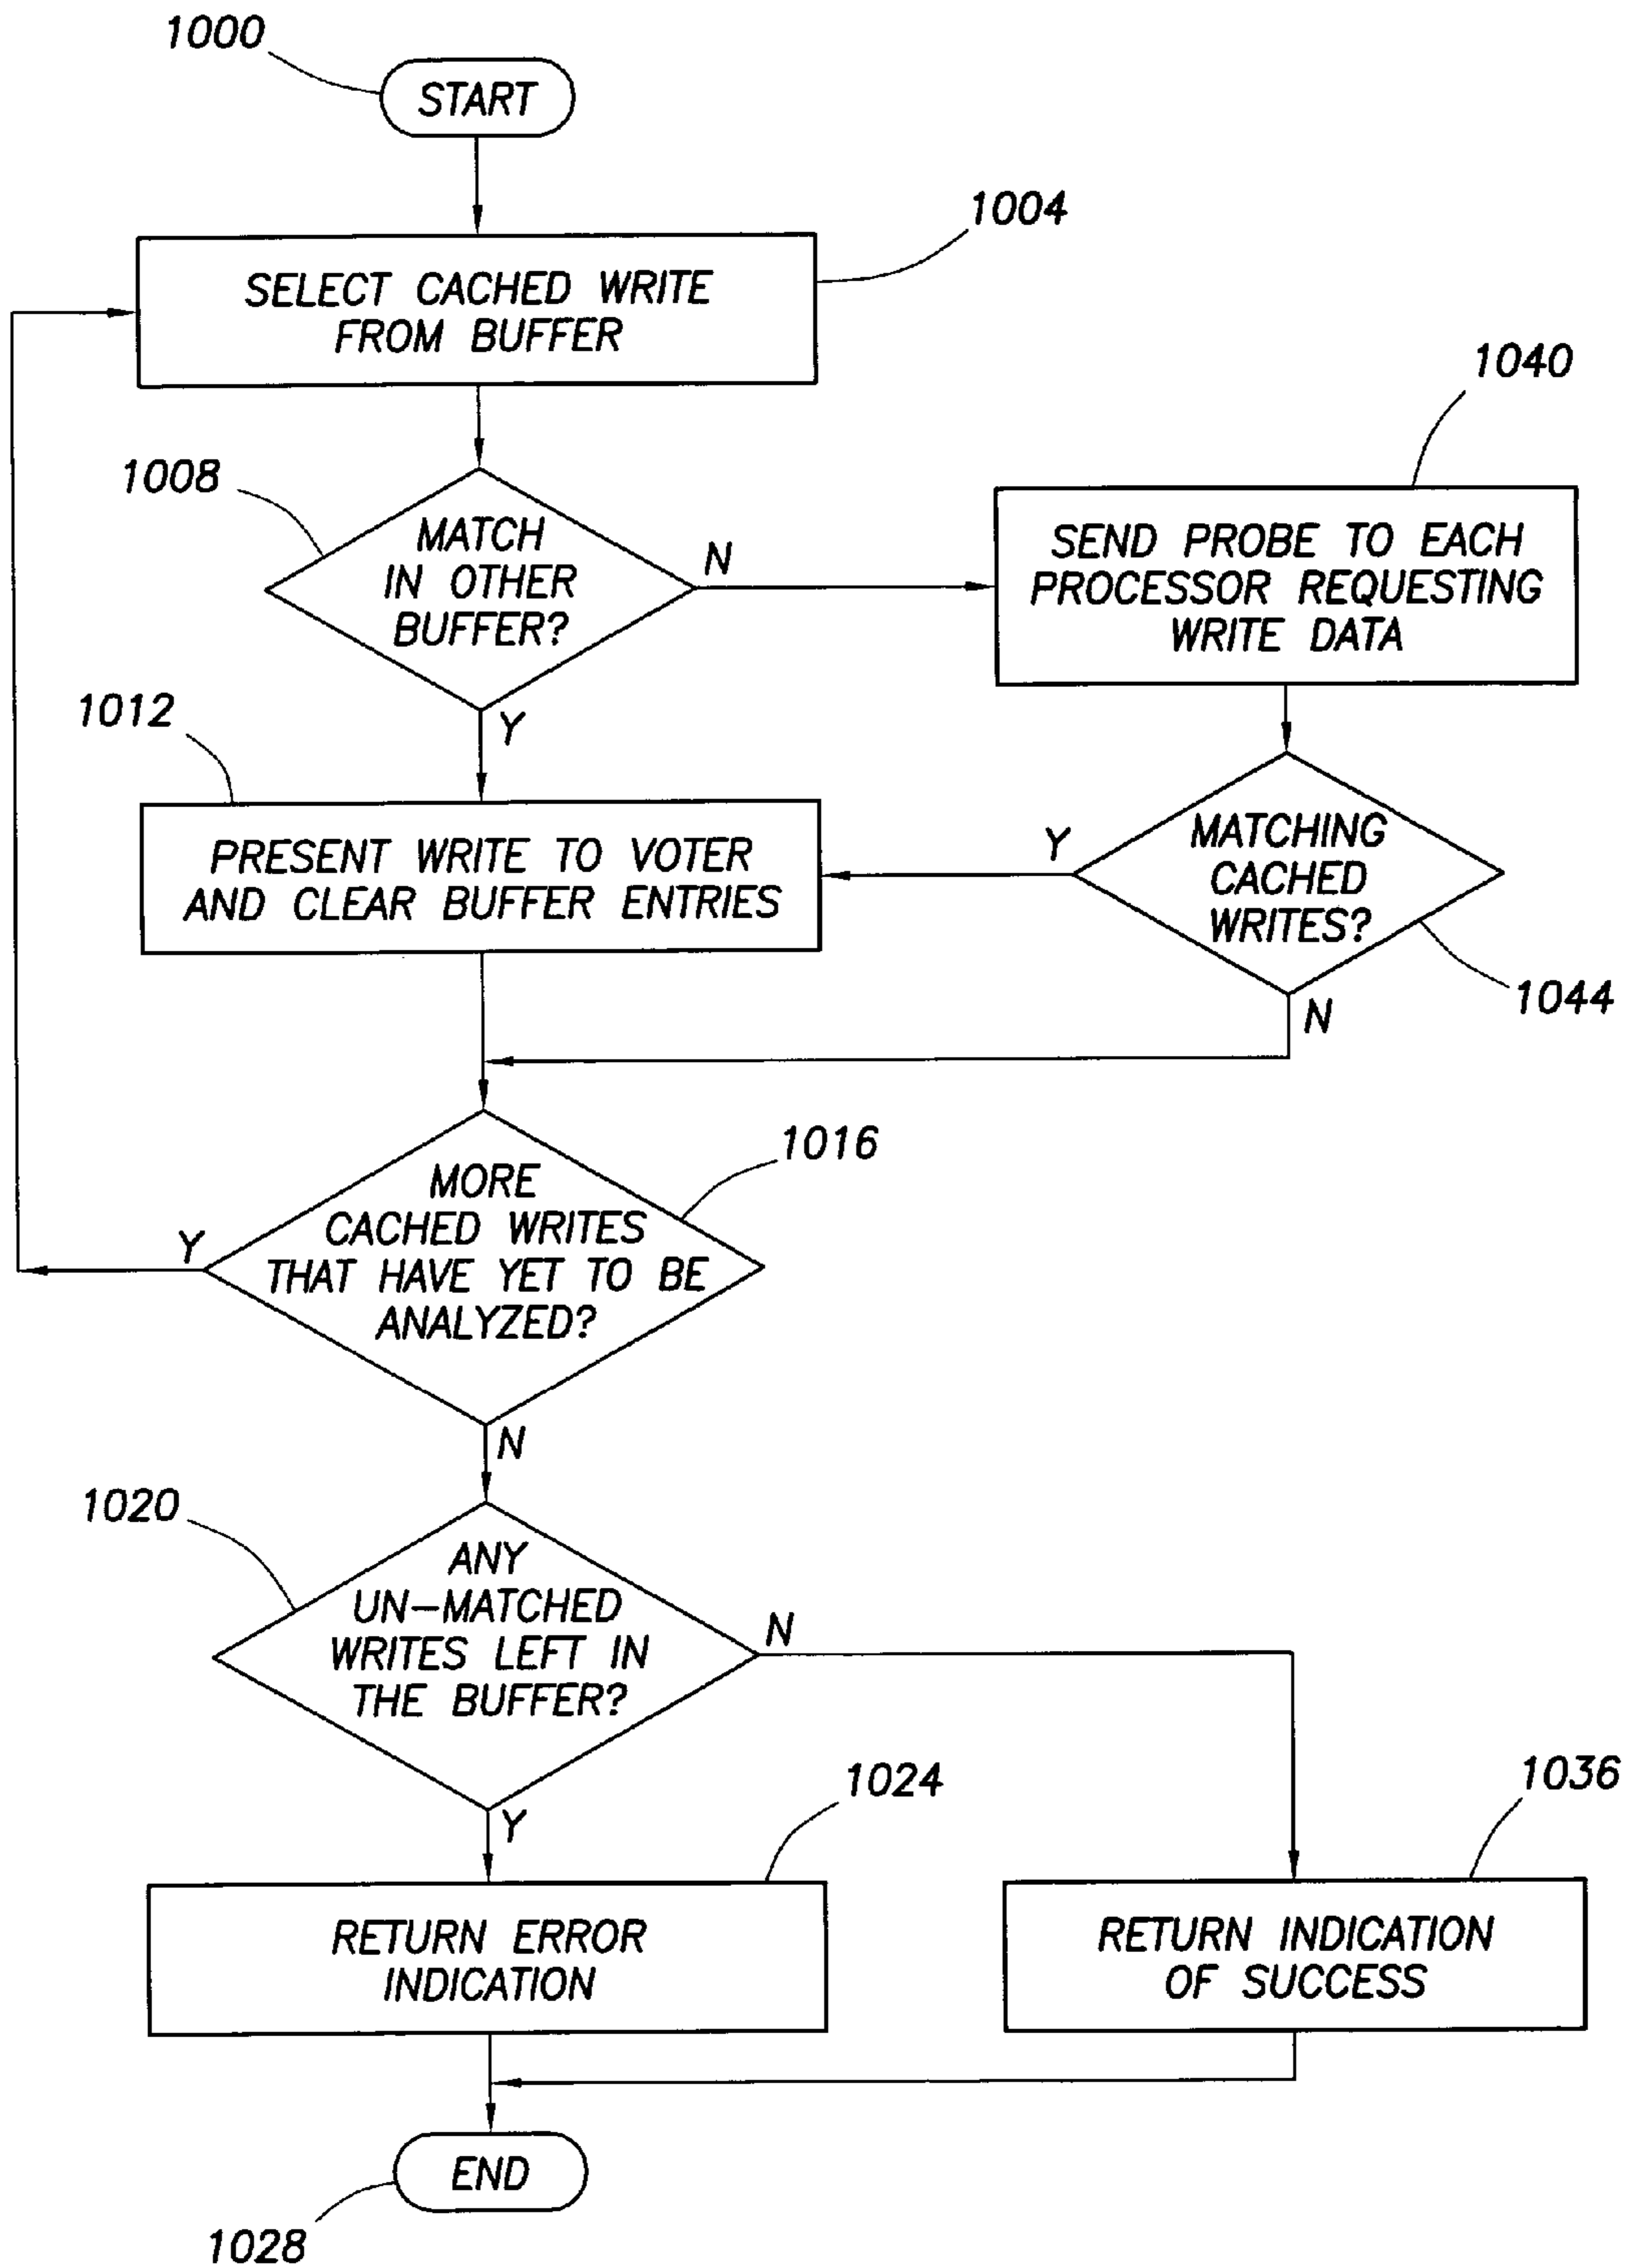 1000
START
1004
SELECT CACHED WRITE
FROM BUFFER
1040
1008
MATCH
IN OTHER
BUFFER?
N
SEND PROBE TO EACH
PROCESSOR REQUESTING
WRITE DATA
Y
1012
PRESENT WRITE TO VOTER
AND CLEAR BUFFER ENTRIES
Y
MATCHING
CACHED
WRITES?
1044
N
1016
MORE
CACHED WRITES
THAT HAVE YET TO BE
ANALYZED?
Y
N
1020
ANY
UN-MATCHED
WRITES LEFT IN
THE BUFFER?
N
Y
1024
1036
RETURN ERROR
INDICATION
RETURN INDICATION
OF SUCCESS
END
1028